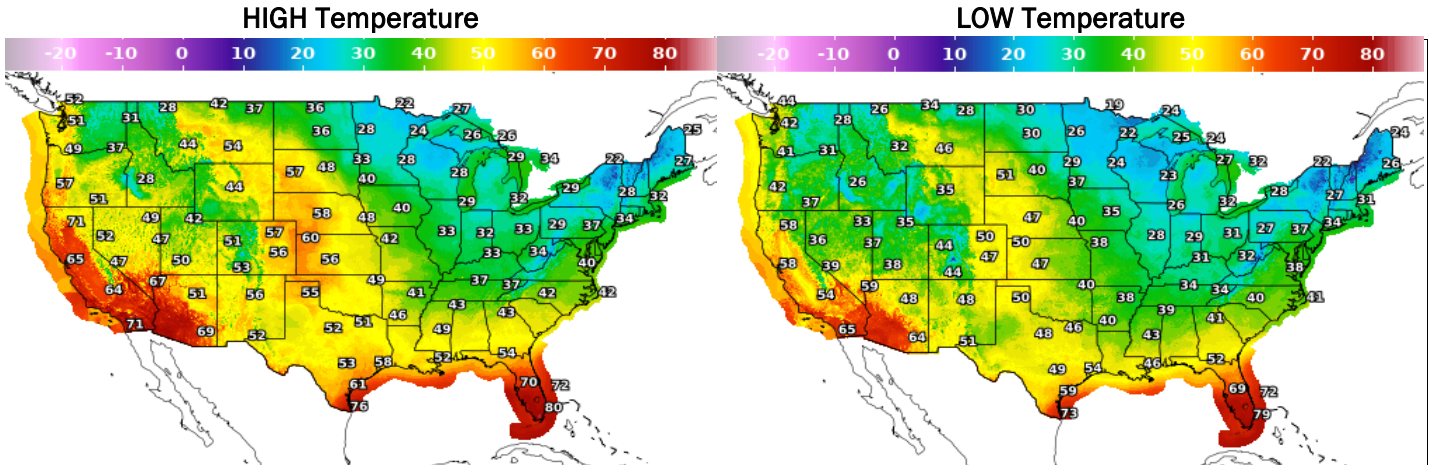 HIGH Temperature LOW Temperature
-20 -10 0 10 20 30 40 50 60 70 80 -20 -10 0 10 20 30 40 50 60 70 80
52 28 42 37 36 22 27 44 26 34 28 30 19 24
51 31 36 28 24 26 26 25 42 28 30 26 22 25 24 24
49 37 44 54 33 48 28 29 34 22 27 41 31 32 46 29 40 24 27 32 22 26
57 28 44 57 40 28 29 28 32 42 26 35 51 37 23 28 27 31
51 49 42 58 48 40 29 32 34 37 33 35 47 40 35 26 32 34
71 52 47 51 57 60 42 33 32 33 29 37 58 36 37 44 50 50 38 28 29 31 27 37
65 47 50 53 56 56 33 34 40 58 39 38 44 47 47 31 32 38
64 67 51 56 55 49 41 37 37 42 42 54 59 48 48 50 40 38 34 34 40 41
71 69 52 52 51 46 43 49 43 65 64 51 48 46 40 39 43 41
53 58 52 54 49 54 46 52
61 70 72 59 69 72
76 80 73 79